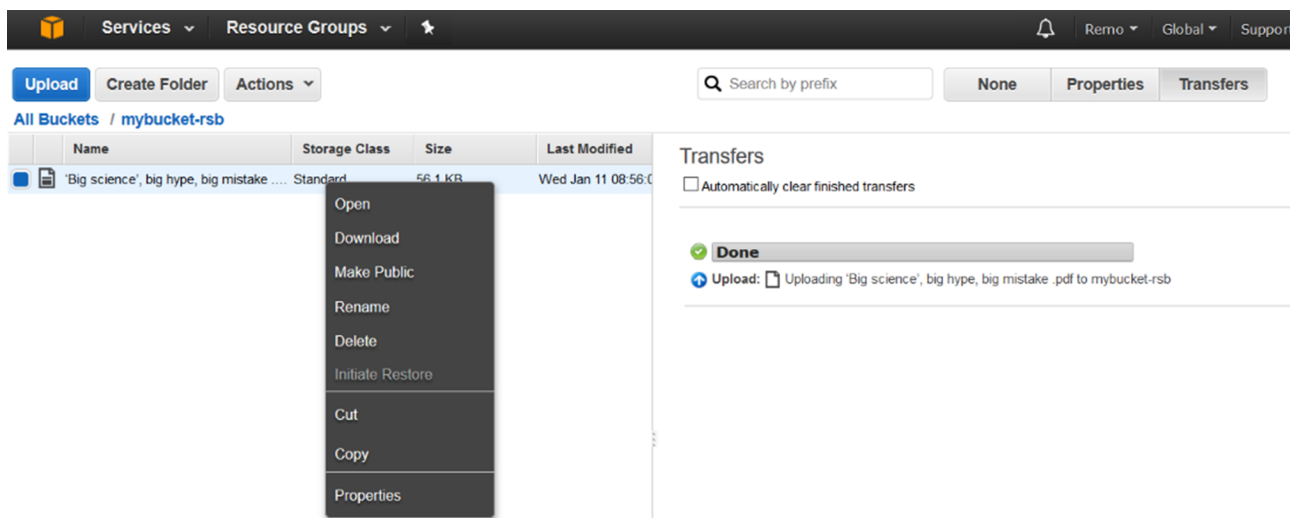 Services Resource Groups Remo Global Suppor
Upload Create Folder Actions Search by prefix None Properties Transfers
All Buckets / mybucket-rsb
Name Storage Class Size Last Modified
'Big science', big hype, big mistake .... Standard 56.1 KB Wed Jan 11 08:56:0
Open
Download
Make Public
Rename
Delete
Initiate Restore
Cut
Copy
Properties
Transfers
Automatically clear finished transfers
Done
Upload: Uploading 'Big science', big hype, big mistake .pdf to mybucket-rsb